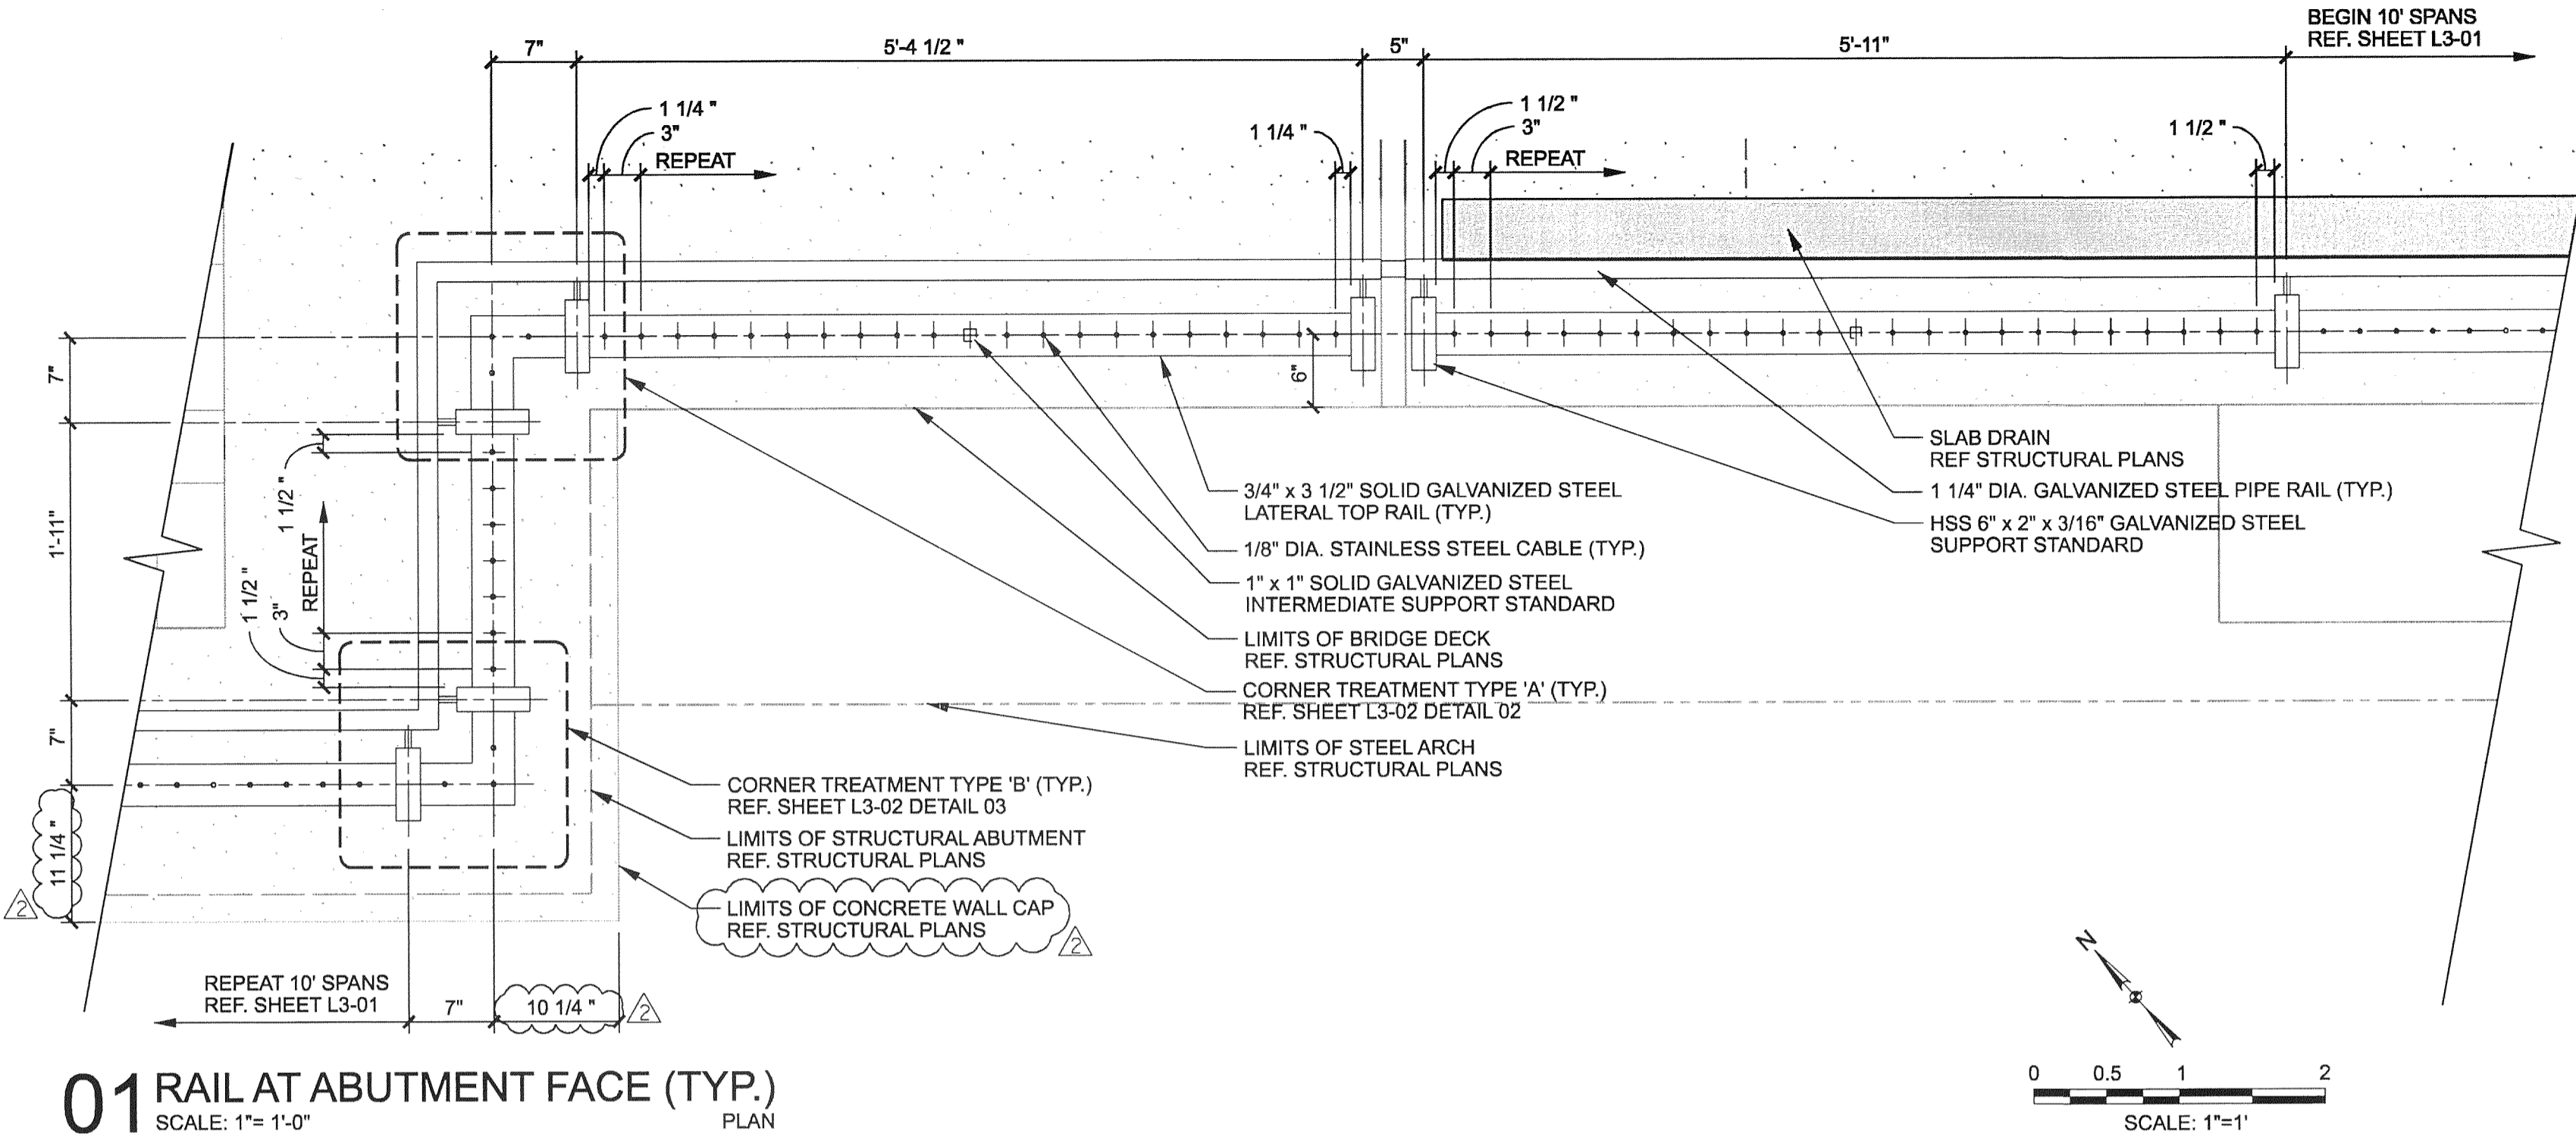 BEGIN 10' SPANS
REF. SHEET L3-01
7"
5'-4 1/2 "
5"
5'-11"
1 1/4 "
3"
REPEAT
1 1/4 "
1 1/2 "
3"
REPEAT
1 1/2 "
7"
1'-11"
7"
11 1/4 "
2
1 1/2 "
REPEAT
1 1/2 "
3"
6"
SLAB DRAIN
REF STRUCTURAL PLANS
1 1/4" DIA. GALVANIZED STEEL PIPE RAIL (TYP.)
HSS 6" x 2" x 3/16" GALVANIZED STEEL
SUPPORT STANDARD
3/4" x 3 1/2" SOLID GALVANIZED STEEL
LATERAL TOP RAIL (TYP.)
1/8" DIA. STAINLESS STEEL CABLE (TYP.)
1" x 1" SOLID GALVANIZED STEEL
INTERMEDIATE SUPPORT STANDARD
LIMITS OF BRIDGE DECK
REF. STRUCTURAL PLANS
CORNER TREATMENT TYPE 'A' (TYP.)
REF. SHEET L3-02 DETAIL 02
LIMITS OF STEEL ARCH
REF. STRUCTURAL PLANS
CORNER TREATMENT TYPE 'B' (TYP.)
REF. SHEET L3-02 DETAIL 03
LIMITS OF STRUCTURAL ABUTMENT
REF. STRUCTURAL PLANS
LIMITS OF CONCRETE WALL CAP
REF. STRUCTURAL PLANS
2
REPEAT 10' SPANS
REF. SHEET L3-01
7"
10 1/4 "
2
N
01 RAIL AT ABUTMENT FACE (TYP.)
SCALE: 1"= 1'-0"
PLAN
0 0.5 1 2
SCALE: 1"=1'